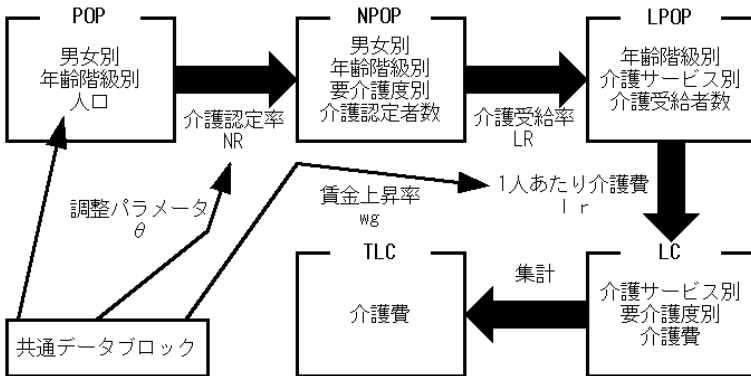 POP
男女別
年齢階級別
人口
介護認定率
NR
NPOP
男女別
年齢階級別
要介護度別
介護認定者数
介護受給率
LR
LPOP
年齢階級別
介護サービス別
介護受給者数
調整パラメータ
θ
賃金上昇率
wg
1人あたり介護費
l r
TLC
介護費
集計
LC
介護サービス別
要介護度別
介護費
共通データブロック